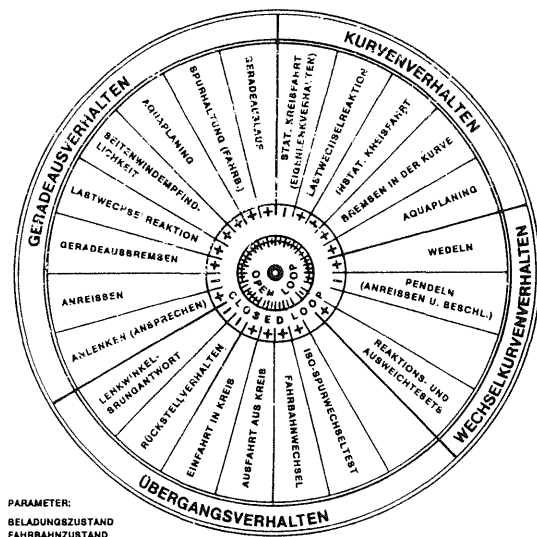 KURVENVERHALTEN
STAT. KREISFAHRT
(EIGENLENKVERHALTEN)
LASTWECHSELREAKTION
INSTAT. KREISFAHRT
BREMSEN IN DER KURVE
AQUAPLANING
WECHSELKURVENVERHALTEN
WEDELN
PENDELN
(ANREISSEN U. BESCHL.)
REAKTIONS- UND
AUSWEICHTESTS
ÜBERGANGSVERHALTEN
ISO-SPURWECHSELTEST
FAHRBAHNWECHSEL
AUSFAHRT AUS KREIS
EINFAHRT IN KREIS
RÜCKSTELLVERHALTEN
LENKWINKEL-
SPRUNGANTWORT
GERADEAUSVERHALTEN
ANLENKEN (ANSPRECHEN)
ANREISSEN
GERADEAUSBREMSEN
LASTWECHSELREAKTION
SEITENWINDEMPFIND-
LICHKEIT
AQUAPLANING
SPURHALTUNG (FAHRB.)
GERADEAUSLAUF
OPEN LOOP
CLOSED LOOP
PARAMETER:
BELADUNGSZUSTAND
FAHRBAHNZUSTAND